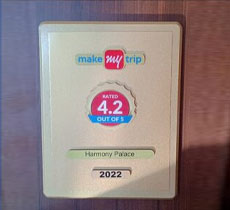 make my trip
RATED
4.2
OUT OF 5
Harmony Palace
2022